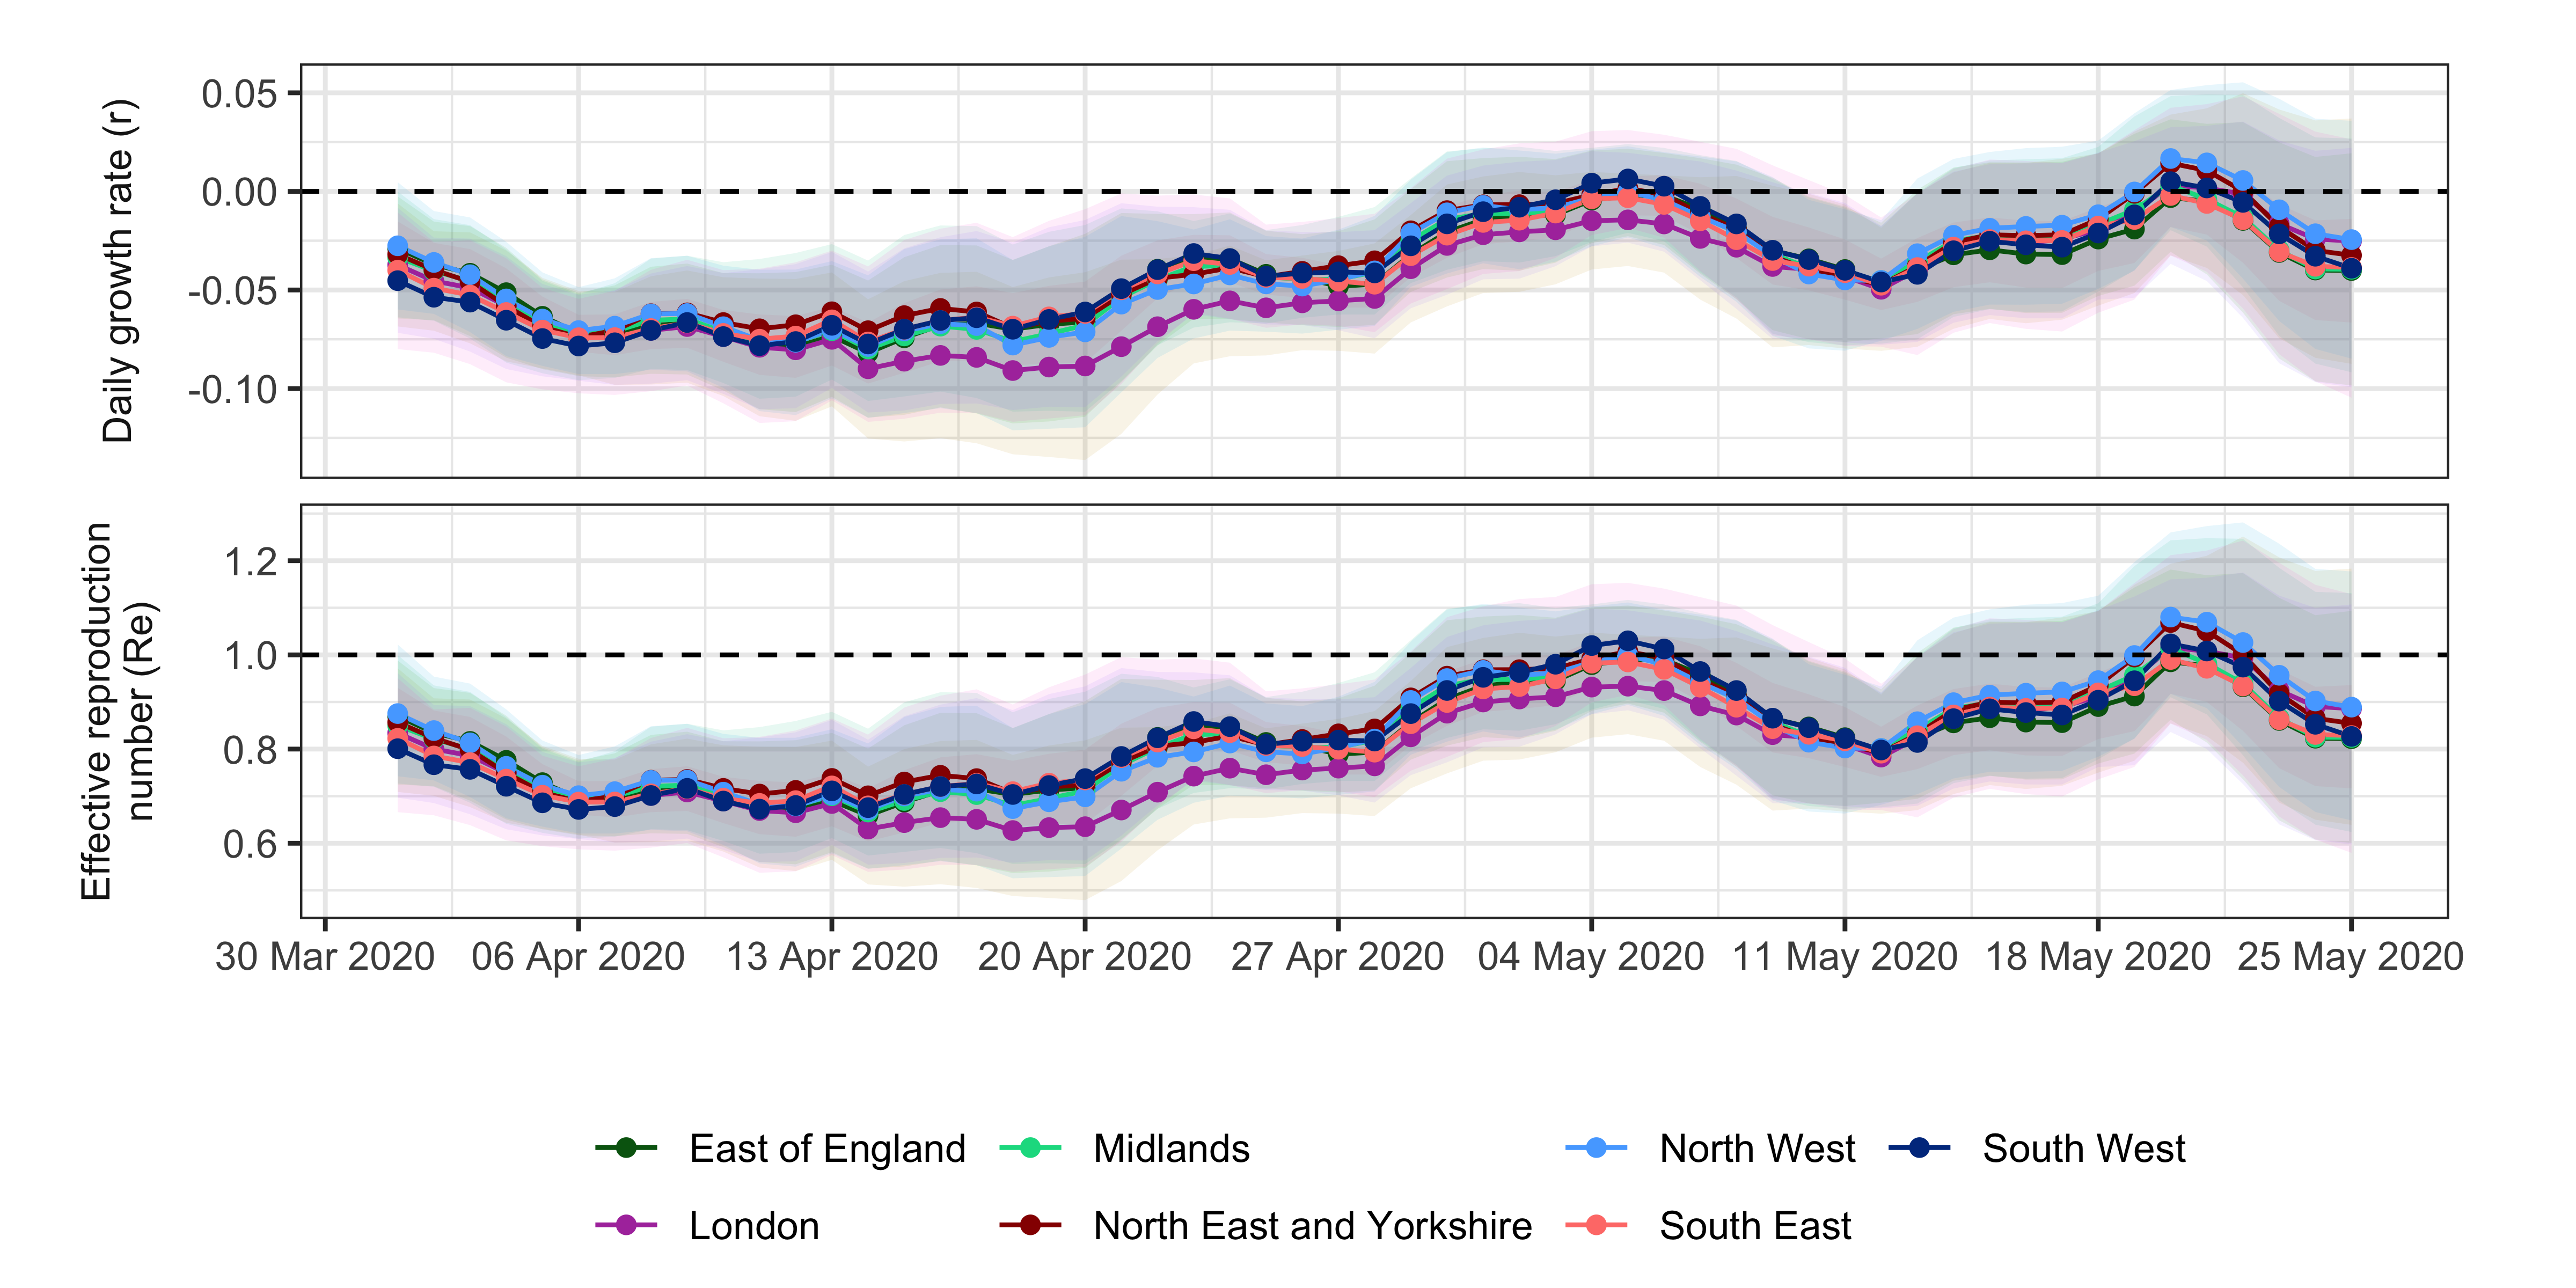 Daily growth rate (r)
0.05
0.00
-0.05
-0.10
Effective reproduction
number (Re)
1.2
1.0
0.8
0.6
30 Mar 2020 06 Apr 2020 13 Apr 2020 20 Apr 2020 27 Apr 2020 04 May 2020 11 May 2020 18 May 2020 25 May 2020
East of England Midlands North West South West
London North East and Yorkshire South East